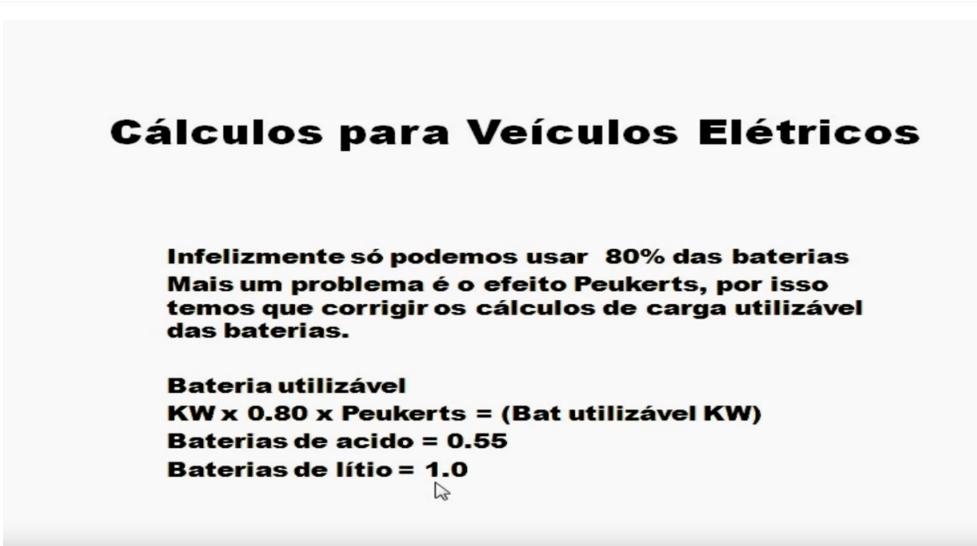 Cálculos para Veículos Elétricos
Infelizmente só podemos usar 80% das baterias
Mais um problema é o efeito Peukerts, por isso
temos que corrigir os cálculos de carga utilizável
das baterias.
Bateria utilizável
KW x 0.80 x Peukerts = (Bat utilizável KW)
Baterias de acido = 0.55
Baterias de lítio = 1.0